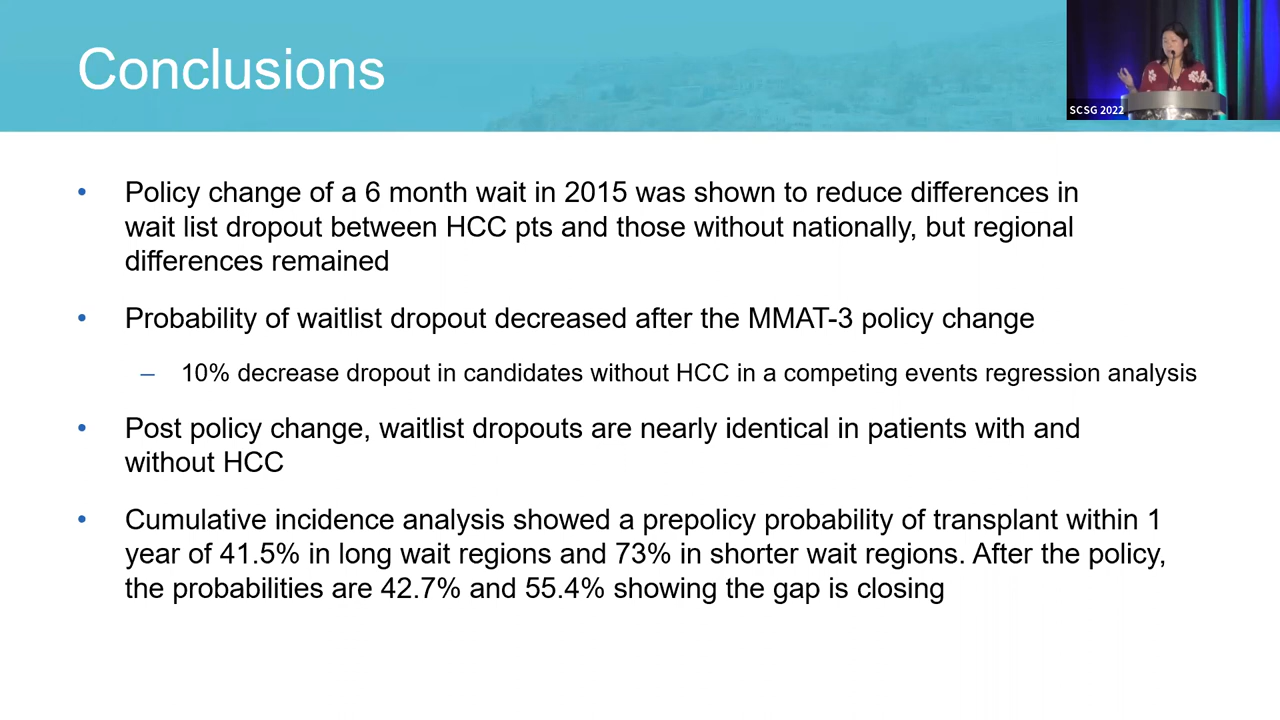 Conclusions
SCSG 2022
• Policy change of a 6 month wait in 2015 was shown to reduce differences in
wait list dropout between HCC pts and those without nationally, but regional
differences remained
• Probability of waitlist dropout decreased after the MMAT-3 policy change
– 10% decrease dropout in candidates without HCC in a competing events regression analysis
• Post policy change, waitlist dropouts are nearly identical in patients with and
without HCC
• Cumulative incidence analysis showed a prepolicy probability of transplant within 1
year of 41.5% in long wait regions and 73% in shorter wait regions. After the policy,
the probabilities are 42.7% and 55.4% showing the gap is closing